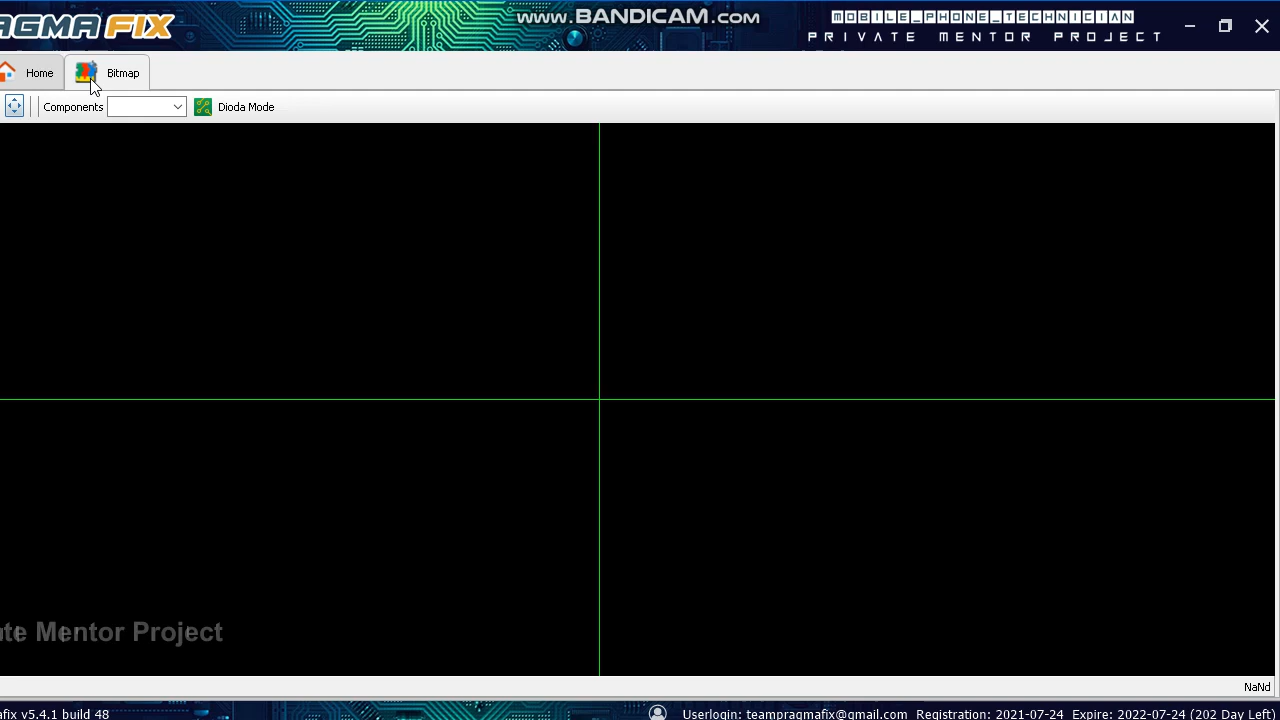 AGMA FIX
www.BANDICAM.com
MOBILE_PHONE_TECHNICIAN
PRIVATE MENTOR PROJECT
Home
Bitmap
Components
Dioda Mode
te Mentor Project
NaNd
afix v5.4.1 build 48
Userlogin: teampragmafix@gmail.com Registration: 2021-07-24 Expire: 2022-07-24 (202 Day Left)